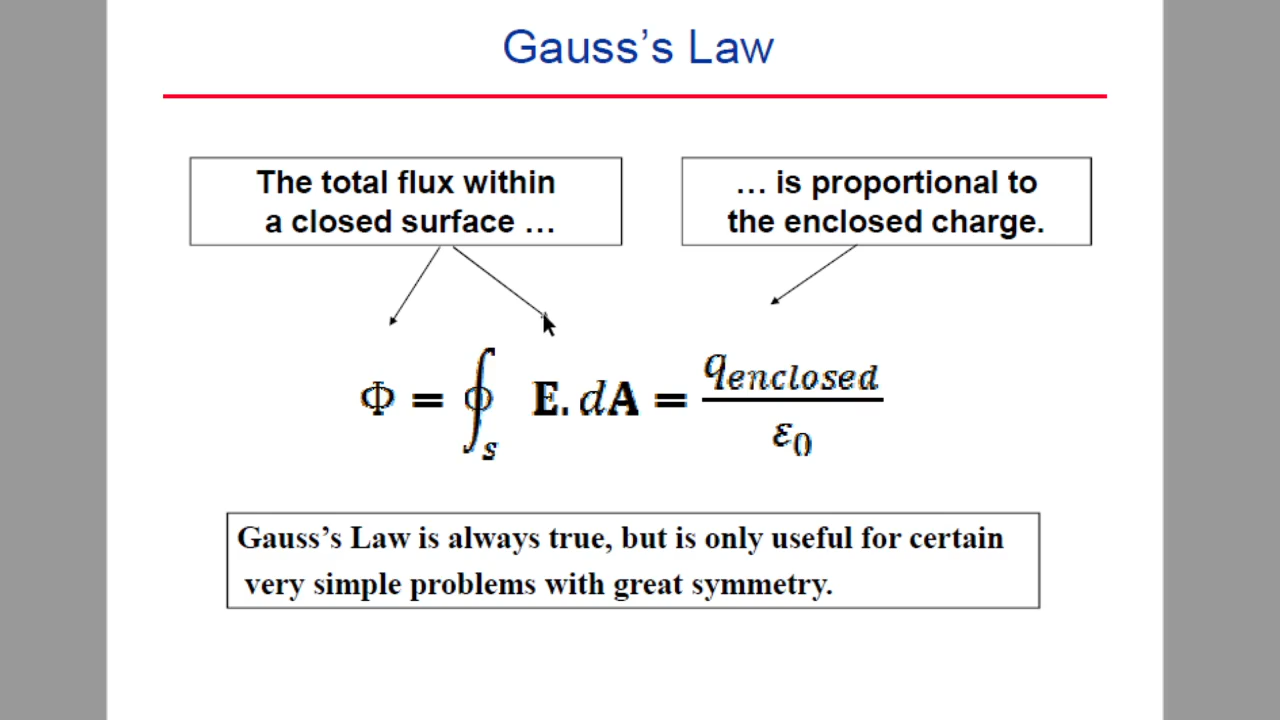 Gauss’s Law
The total flux within
a closed surface …
… is proportional to
the enclosed charge.
Φ = ∮ₛ E. dA = q_enclosed / ε₀
Gauss’s Law is always true, but is only useful for certain
very simple problems with great symmetry.